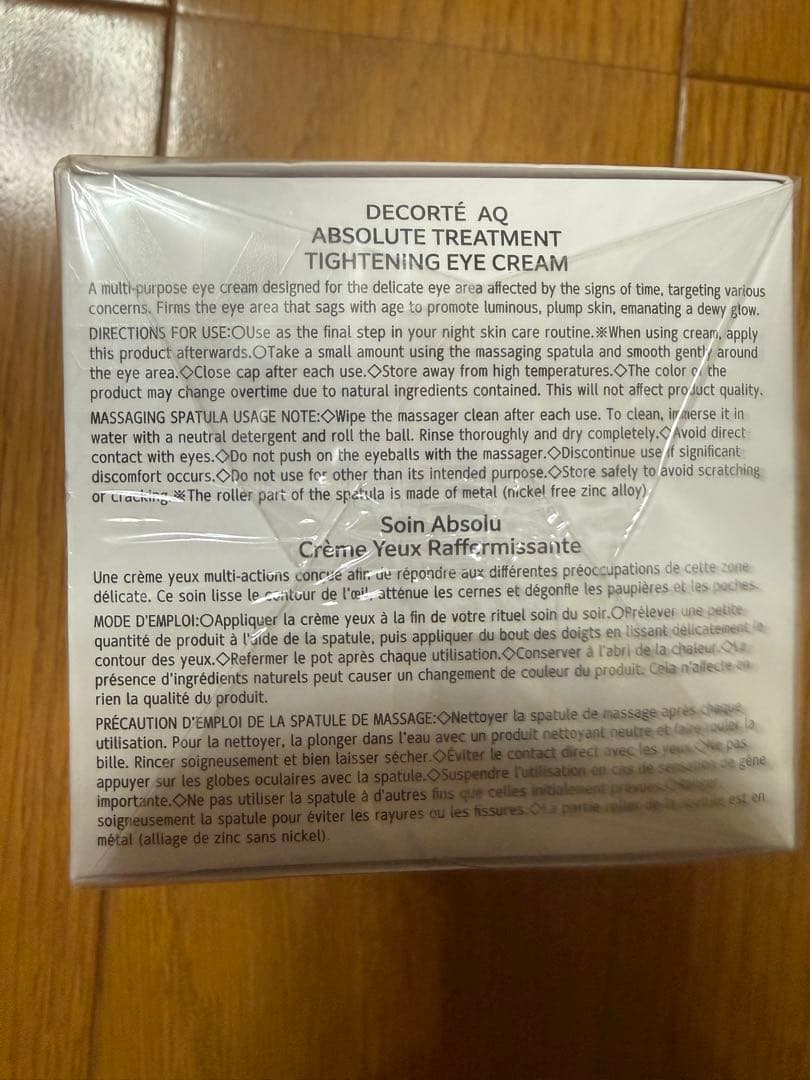 DECORTÉ AQ
ABSOLUTE TREATMENT
TIGHTENING EYE CREAM
A multi-purpose eye cream designed for the delicate eye area affected by the signs of time, targeting various
concerns. Firms the eye area that sags with age to promote luminous, plump skin, emanating a dewy glow.
DIRECTIONS FOR USE:○Use as the final step in your night skin care routine.※When using cream, apply
this product afterwards.○Take a small amount using the massaging spatula and smooth gently around
the eye area.◇Close cap after each use.◇Store away from high temperatures.◇The color of the
product may change overtime due to natural ingredients contained. This will not affect product quality.
MASSAGING SPATULA USAGE NOTE:◇Wipe the massager clean after each use. To clean, immerse it in
water with a neutral detergent and roll the ball. Rinse thoroughly and dry completely.◇Avoid direct
contact with eyes.◇Do not push on the eyeballs with the massager.◇Discontinue use if significant
discomfort occurs.◇Do not use for other than its intended purpose.◇Store safely to avoid scratching
or cracking.※The roller part of the spatula is made of metal (nickel free zinc alloy).
Soin Absolu
Crème Yeux Raffermissante
Une crème yeux multi-actions conçue afin de répondre aux différentes préoccupations de cette zone
délicate. Ce soin lisse le contour de l'œil, atténue les cernes et dégonfle les paupières et les poches.
MODE D'EMPLOI:○Appliquer la crème yeux à la fin de votre rituel soin du soir.○Prélever une petite
quantité de produit à l'aide de la spatule, puis appliquer du bout des doigts en lissant délicatement le
contour des yeux.◇Refermer le pot après chaque utilisation.◇Conserver à l'abri de la chaleur.◇La
présence d'ingrédients naturels peut causer un changement de couleur du produit. Cela n'affecte en
rien la qualité du produit.
PRÉCAUTION D'EMPLOI DE LA SPATULE DE MASSAGE:◇Nettoyer la spatule de massage après chaque
utilisation. Pour la nettoyer, la plonger dans l'eau avec un produit nettoyant neutre et faire rouler la
bille. Rincer soigneusement et bien laisser sécher.◇Éviter le contact direct avec les yeux.◇Ne pas
appuyer sur les globes oculaires avec la spatule.◇Suspendre l'utilisation en cas de sensation de gêne
importante.◇Ne pas utiliser la spatule à d'autres fins que celles initialement prévues.
soigneusement la spatule pour éviter les rayures ou les fissures.◇La partie de la est en
métal (alliage de zinc sans nickel).